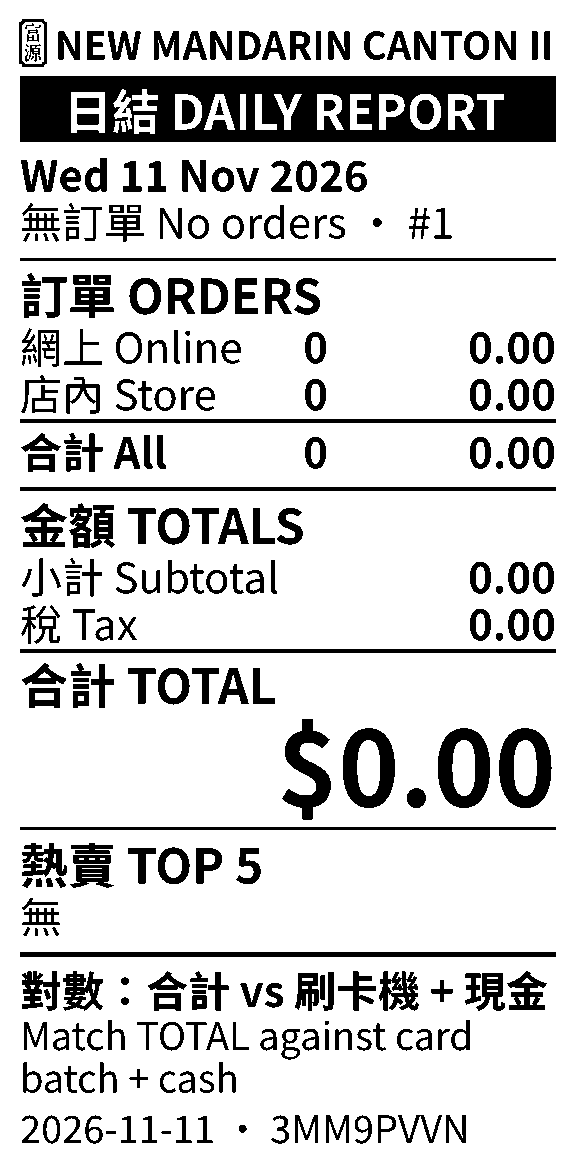 富源 NEW MANDARIN CANTON II
日結 DAILY REPORT
Wed 11 Nov 2026
無訂單 No orders · #1
訂單 ORDERS
網上 Online 0 0.00
店內 Store 0 0.00
合計 All 0 0.00
金額 TOTALS
小計 Subtotal 0.00
稅 Tax 0.00
合計 TOTAL
$0.00
熱賣 TOP 5
無
對數：合計 vs 刷卡機 + 現金
Match TOTAL against card
batch + cash
2026-11-11 · 3MM9PVVN